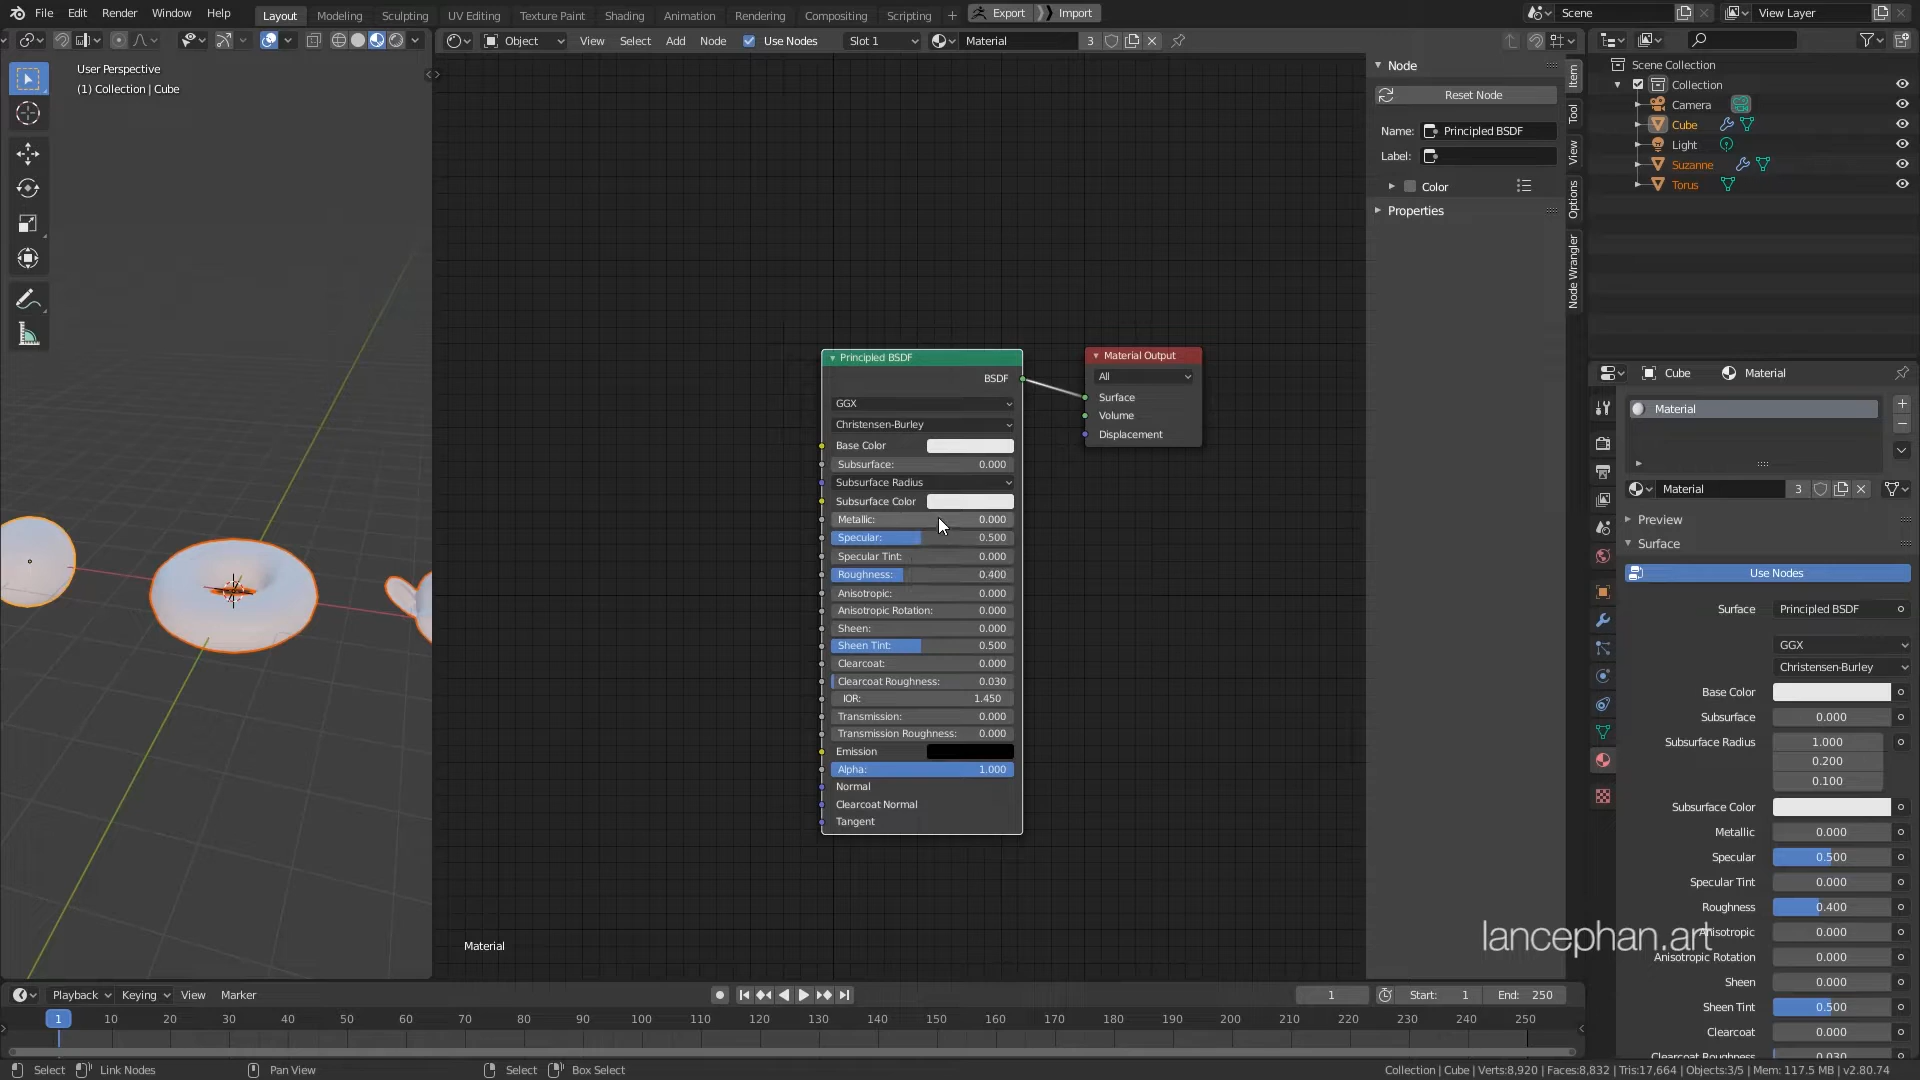 File Edit Render Window Help Layout Modeling Sculpting UV Editing Texture Paint Shading Animation Rendering Compositing Scripting + Export Import Scene View Layer
Object View Select Add Node Use Nodes Slot 1 Material 3
User Perspective
(1) Collection | Cube
Node
Reset Node
Name: Principled BSDF
Label:
Color
Properties
Item
Tool
View
Options
Node Wrangler
Scene Collection
Collection
Camera
Cube
Light
Suzanne
Torus
Principled BSDF
BSDF
GGX
Christensen-Burley
Base Color
Subsurface: 0.000
Subsurface Radius
Subsurface Color
Metallic: 0.000
Specular: 0.500
Specular Tint: 0.000
Roughness: 0.400
Anisotropic: 0.000
Anisotropic Rotation: 0.000
Sheen: 0.000
Sheen Tint: 0.500
Clearcoat: 0.000
Clearcoat Roughness: 0.030
IOR: 1.450
Transmission: 0.000
Transmission Roughness: 0.000
Emission
Alpha: 1.000
Normal
Clearcoat Normal
Tangent
Material Output
All
Surface
Volume
Displacement
Material
Cube Material
Material
Material 3
Preview
Surface
Use Nodes
Surface Principled BSDF
GGX
Christensen-Burley
Base Color
Subsurface 0.000
Subsurface Radius 1.000
0.200
0.100
Subsurface Color
Metallic 0.000
Specular 0.500
Specular Tint 0.000
Roughness 0.400
Anisotropic 0.000
Anisotropic Rotation 0.000
Sheen 0.000
Sheen Tint 0.500
Clearcoat 0.000
Clearcoat Roughness 0.030
lancephan.art
Playback Keying View Marker 1 Start: 1 End: 250
1 10 20 30 40 50 60 70 80 90 100 110 120 130 140 150 160 170 180 190 200 210 220 230 240 250
Select Link Nodes Pan View Select Box Select Collection | Cube | Verts:8,920 | Faces:8,832 | Tris:17,664 | Objects:3/5 | Mem: 117.5 MB | v2.80.74